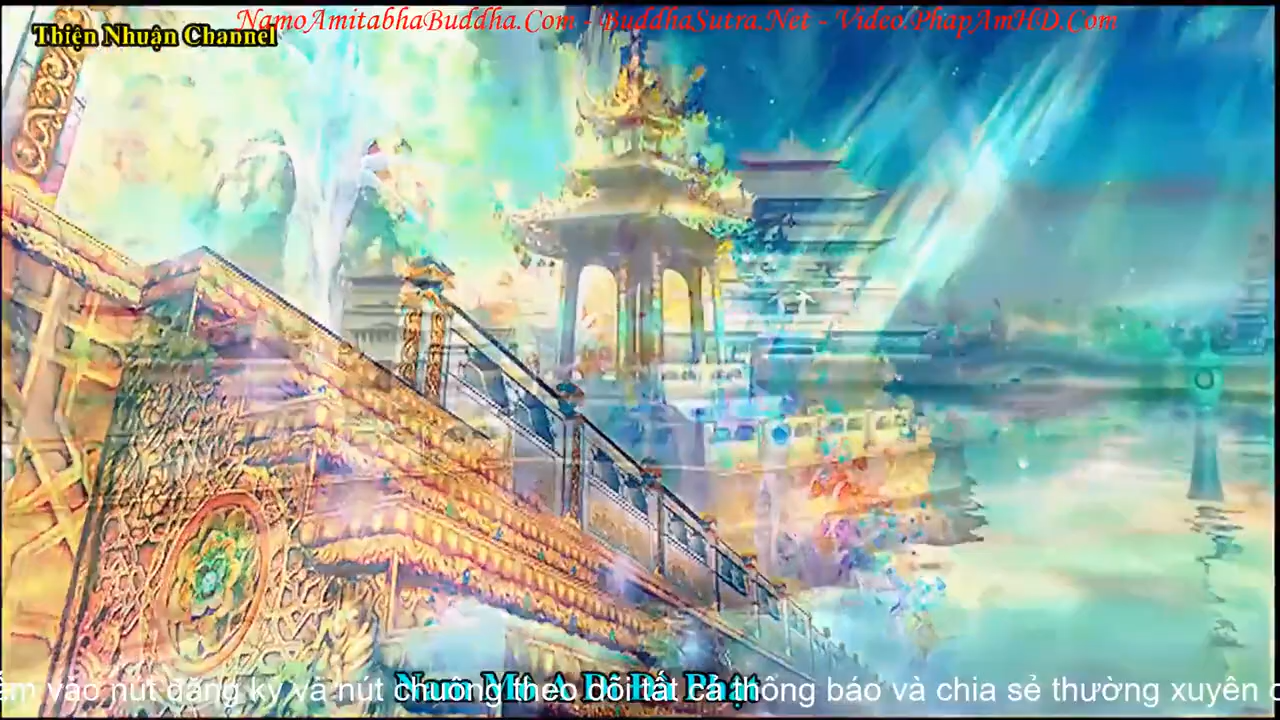 NamoAmitabhaBuddha.Com - BuddhaSutra.Net - Video.PhapAmHD.Com
Thiện Nhuận Channel
Nam Mô A Di Đà Phật
vào nút đăng ký và nút chuông theo dõi tất cả thông báo và chia sẻ thường xuyên